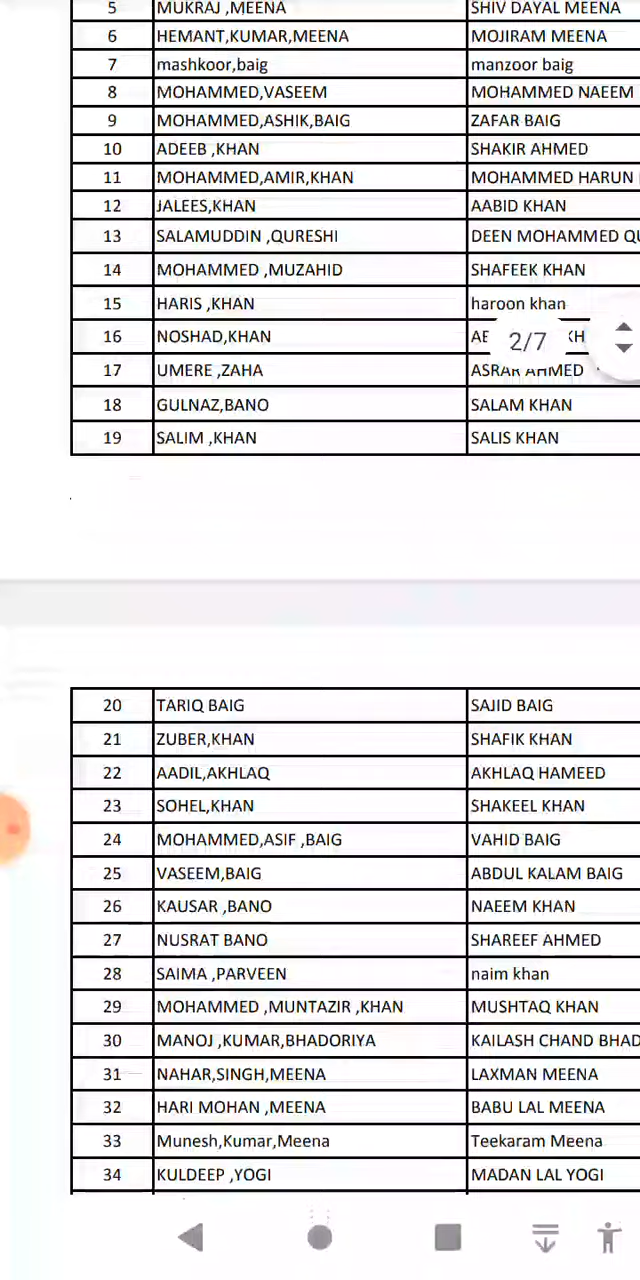 5 MUKRAJ ,MEENA SHIV DAYAL MEENA
6 HEMANT,KUMAR,MEENA MOJIRAM MEENA
7 mashkoor,baig manzoor baig
8 MOHAMMED,VASEEM MOHAMMED NAEEM
9 MOHAMMED,ASHIK,BAIG ZAFAR BAIG
10 ADEEB ,KHAN SHAKIR AHMED
11 MOHAMMED,AMIR,KHAN MOHAMMED HARUN
12 JALEES,KHAN AABID KHAN
13 SALAMUDDIN ,QURESHI DEEN MOHAMMED QU
14 MOHAMMED ,MUZAHID SHAFEEK KHAN
15 HARIS ,KHAN haroon khan
16 NOSHAD,KHAN
2/7
17 UMERE ,ZAHA ASRAR AHMED
18 GULNAZ,BANO SALAM KHAN
19 SALIM ,KHAN SALIS KHAN
20 TARIQ BAIG SAJID BAIG
21 ZUBER,KHAN SHAFIK KHAN
22 AADIL,AKHLAQ AKHLAQ HAMEED
23 SOHEL,KHAN SHAKEEL KHAN
24 MOHAMMED,ASIF ,BAIG VAHID BAIG
25 VASEEM,BAIG ABDUL KALAM BAIG
26 KAUSAR ,BANO NAEEM KHAN
27 NUSRAT BANO SHAREEF AHMED
28 SAIMA ,PARVEEN naim khan
29 MOHAMMED ,MUNTAZIR ,KHAN MUSHTAQ KHAN
30 MANOJ ,KUMAR,BHADORIYA KAILASH CHAND BHAD
31 NAHAR,SINGH,MEENA LAXMAN MEENA
32 HARI MOHAN ,MEENA BABU LAL MEENA
33 Munesh,Kumar,Meena Teekaram Meena
34 KULDEEP ,YOGI MADAN LAL YOGI